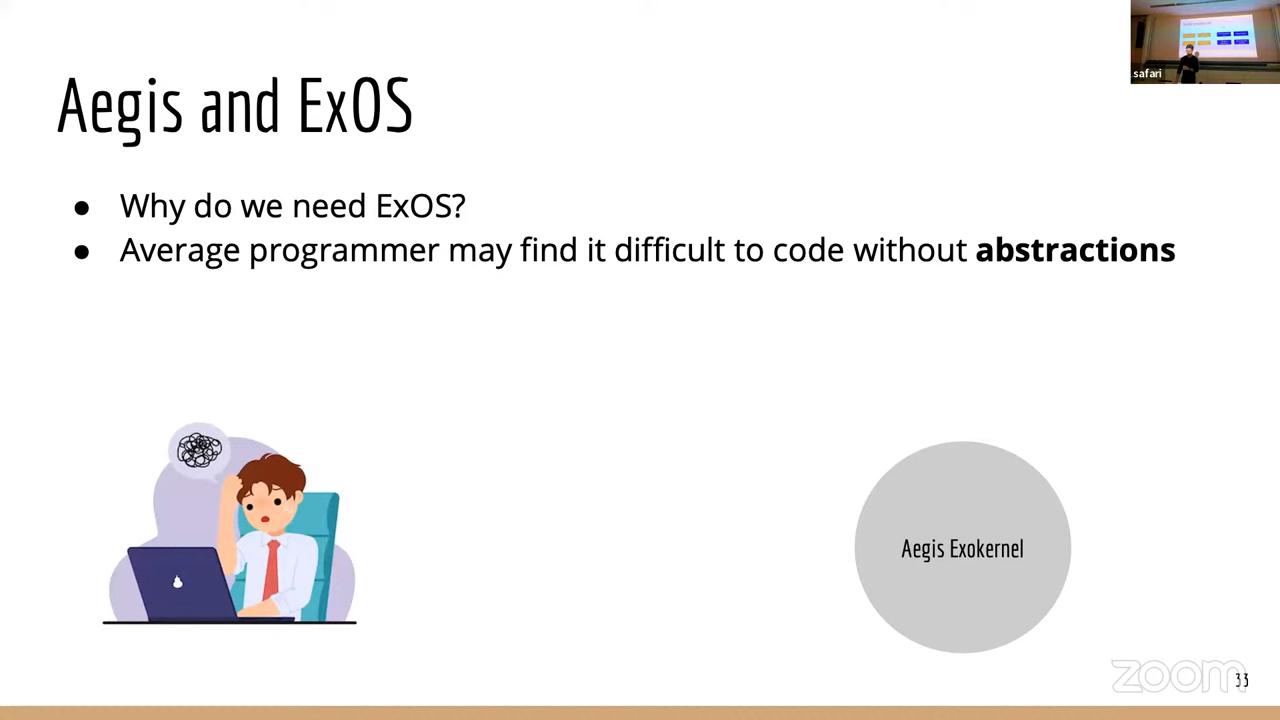 safari
Aegis and ExOS
● Why do we need ExOS?
● Average programmer may find it difficult to code without abstractions
Aegis Exokernel
zoom
33